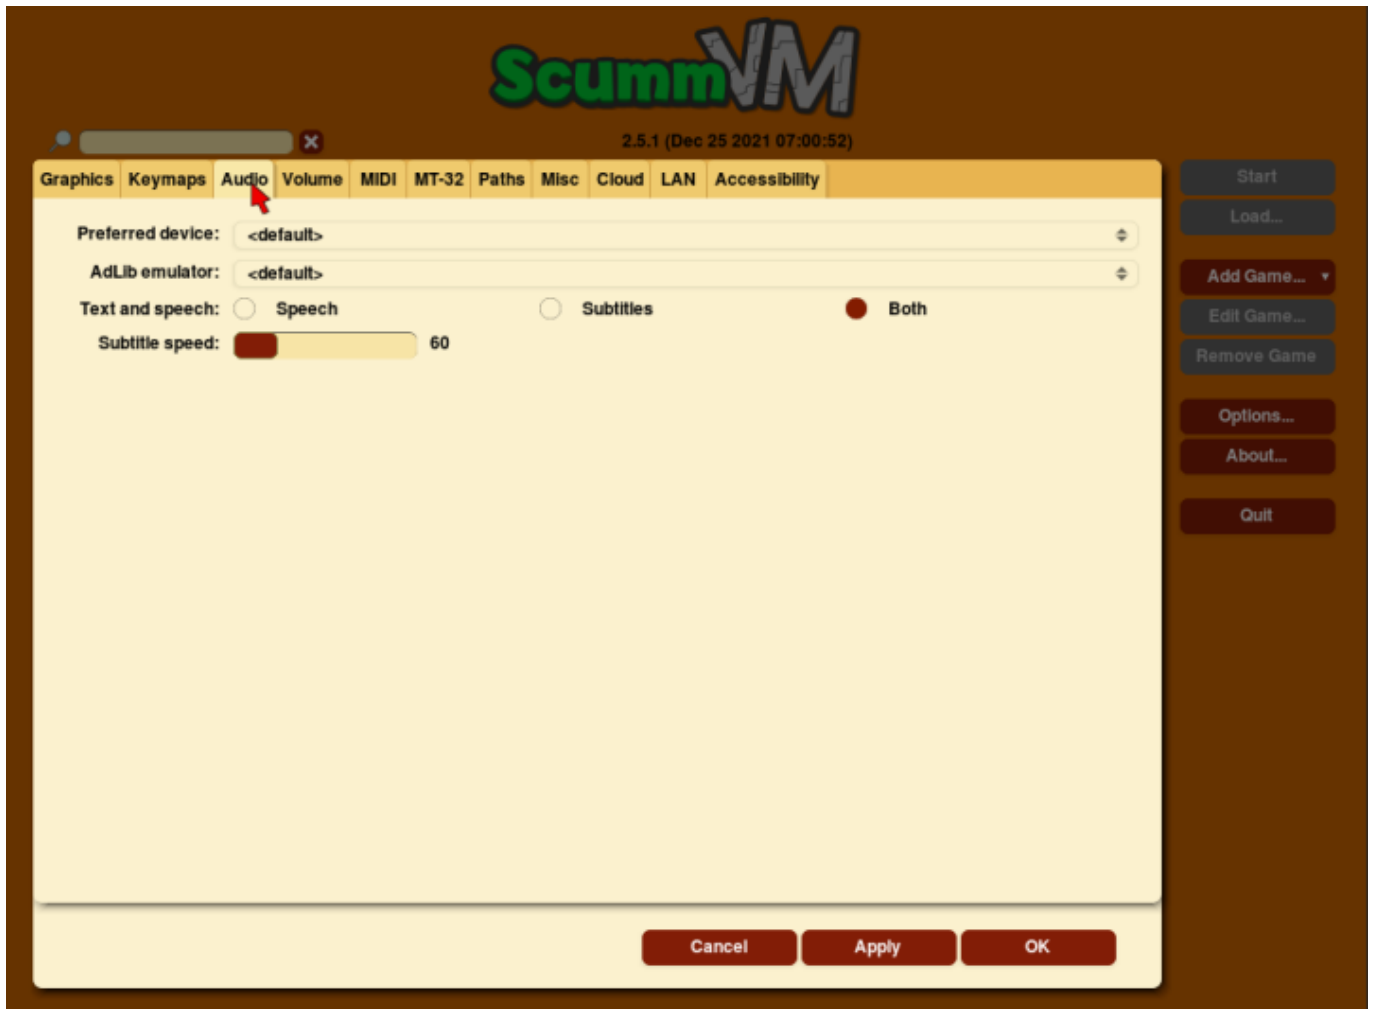 ScummVM
2.5.1 (Dec 25 2021 07:00:52)
Graphics Keymaps Audio Volume MIDI MT-32 Paths Misc Cloud LAN Accessibility
Preferred device: <default>
AdLib emulator: <default>
Text and speech: Speech Subtitles Both
Subtitle speed: 60
Cancel Apply OK
Start
Load...
Add Game...
Edit Game...
Remove Game
Options...
About...
Quit